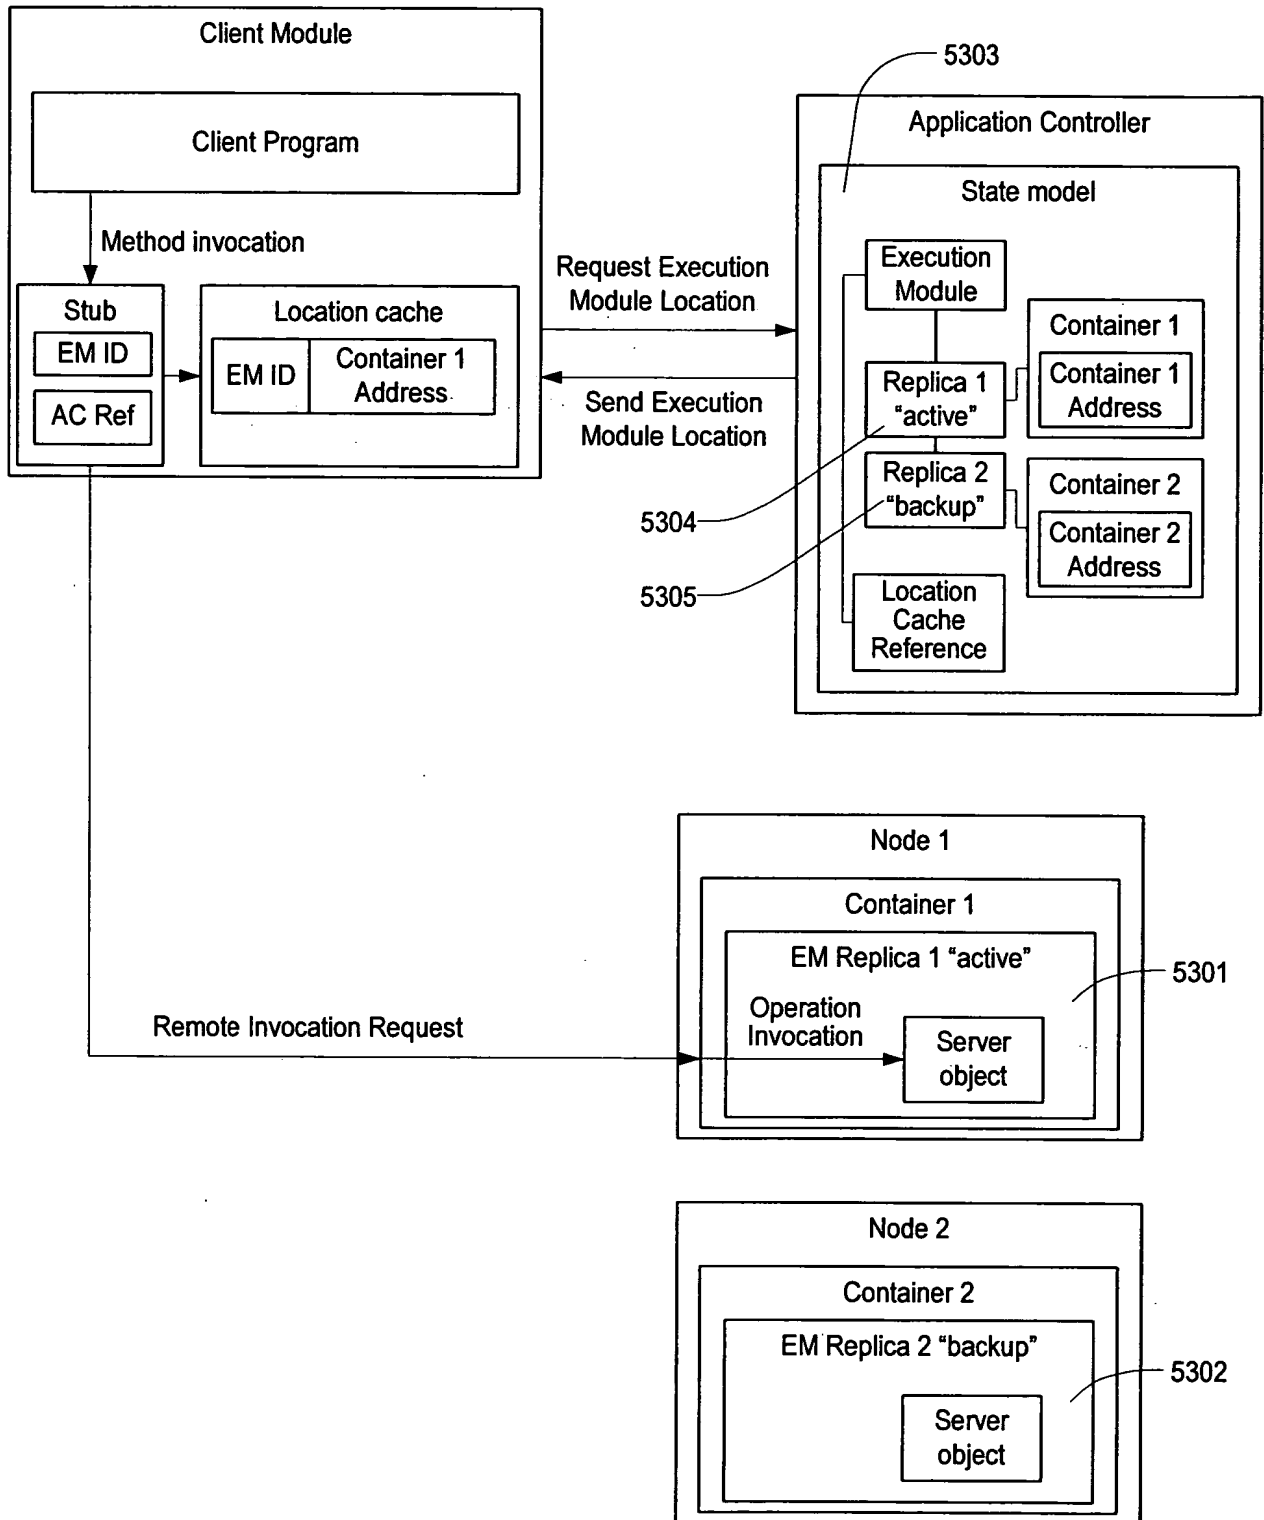 Client Module
Client Program
Method invocation
Stub
EM ID
AC Ref
Location cache
EM ID
Container 1
Address
Request Execution
Module Location
Send Execution
Module Location
5303
Application Controller
State model
Execution
Module
Replica 1
“active”
Replica 2
“backup”
Location
Cache
Reference
Container 1
Container 1
Address
Container 2
Container 2
Address
5304
5305
Node 1
Container 1
EM Replica 1 “active”
5301
Remote Invocation Request
Operation
Invocation
Server
object
Node 2
Container 2
EM Replica 2 “backup”
5302
Server
object